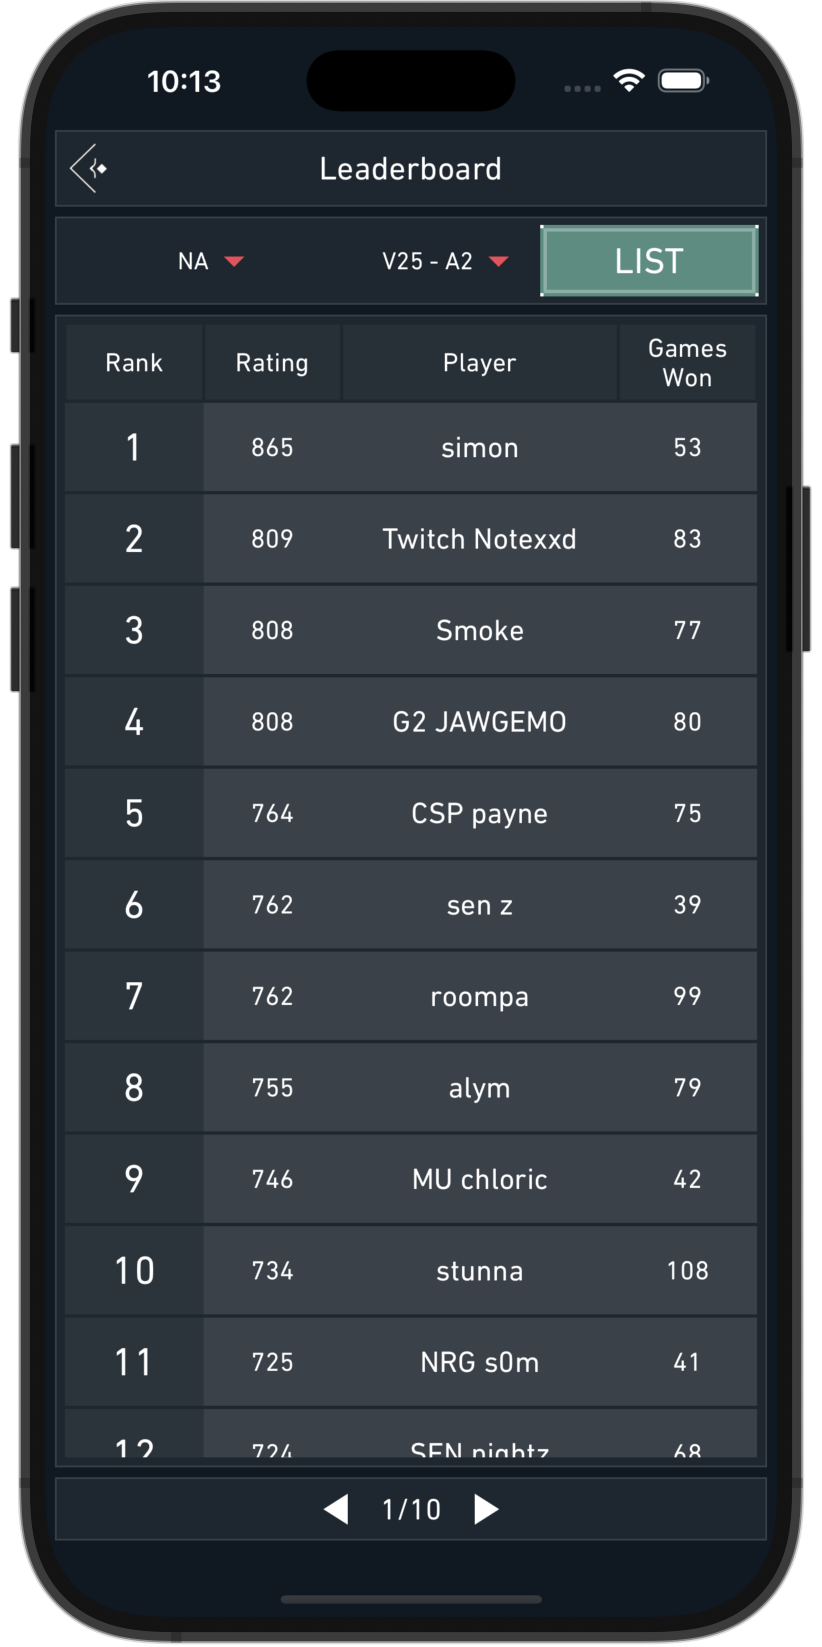 10:13
Leaderboard
NA V25 - A2 LIST
Rank Rating Player Games Won
1 865 simon 53
2 809 Twitch Notexxd 83
3 808 Smoke 77
4 808 G2 JAWGEMO 80
5 764 CSP payne 75
6 762 sen z 39
7 762 roompa 99
8 755 alym 79
9 746 MU chloric 42
10 734 stunna 108
11 725 NRG s0m 41
12 724 SEN nightz 68
1/10